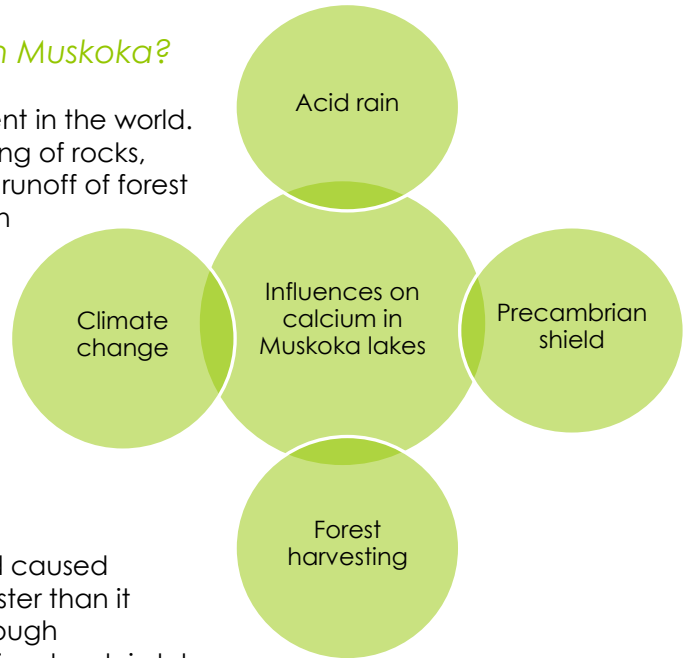 n Muskoka?
ent in the world.
ng of rocks,
runoff of forest
n
Acid rain
Influences on
calcium in
Muskoka lakes
Climate
change
Precambrian
shield
Forest
harvesting
l caused
ster than it
ough